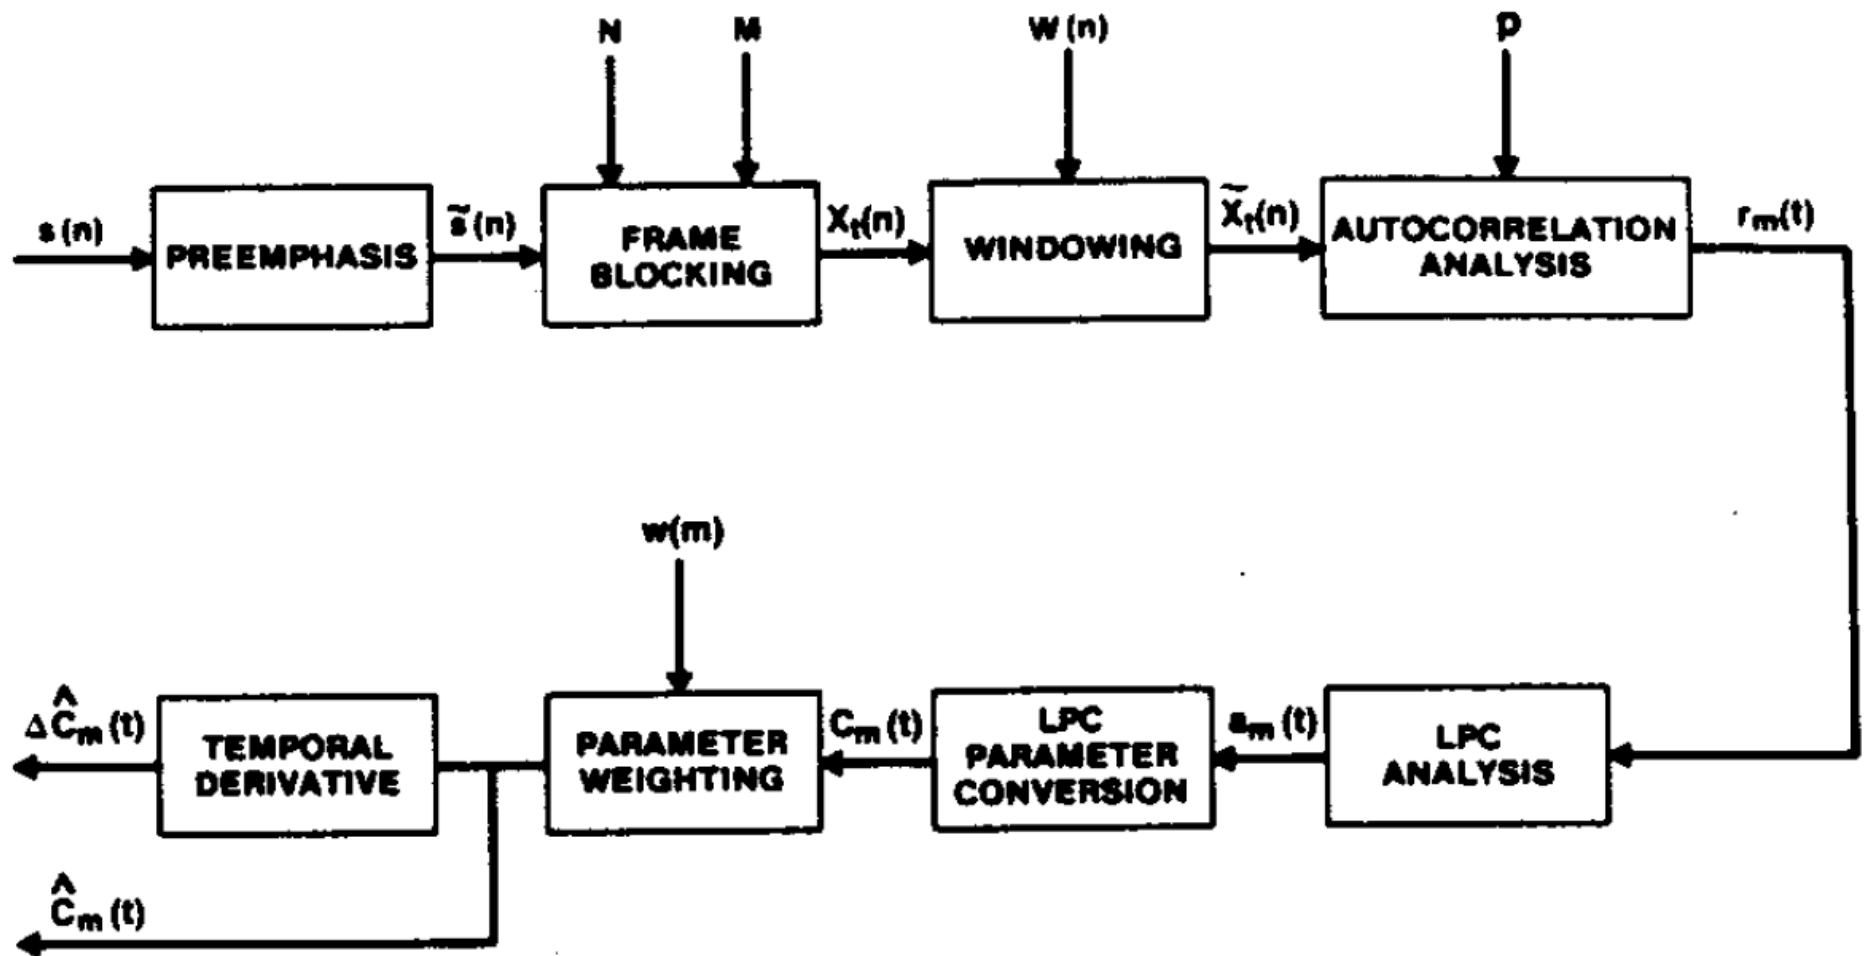 N
M
W(n)
p
s(n)
PREEMPHASIS
s̃(n)
FRAME
BLOCKING
Xₜ(n)
WINDOWING
X̃ₜ(n)
AUTOCORRELATION
ANALYSIS
rₘ(t)
w(m)
ΔĈₘ(t)
TEMPORAL
DERIVATIVE
PARAMETER
WEIGHTING
Cₘ(t)
LPC
PARAMETER
CONVERSION
aₘ(t)
LPC
ANALYSIS
Ĉₘ(t)